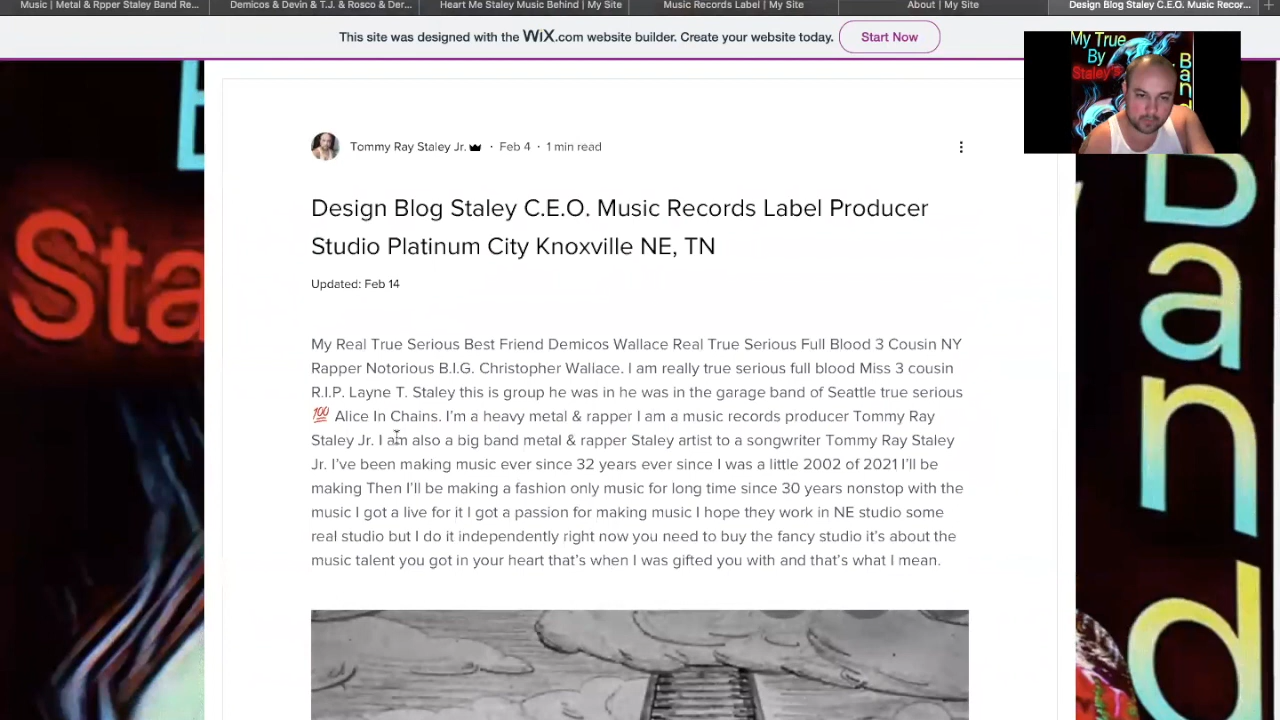 Music | Metal & Rpper Staley Band Re...
Demicos & Devin & T.J. & Rosco & Der...
Heart Me Staley Music Behind | My Site
Music Records Label | My Site
About | My Site
Design Blog Staley C.E.O. Music Recor...
This site was designed with the WiX.com website builder. Create your website today.
Start Now
My True
By
Staley's
Band
Tommy Ray Staley Jr. · Feb 4 · 1 min read
Design Blog Staley C.E.O. Music Records Label Producer
Studio Platinum City Knoxville NE, TN
Updated: Feb 14
My Real True Serious Best Friend Demicos Wallace Real True Serious Full Blood 3 Cousin NY
Rapper Notorious B.I.G. Christopher Wallace. I am really true serious full blood Miss 3 cousin
R.I.P. Layne T. Staley this is group he was in he was in the garage band of Seattle true serious
💯 Alice In Chains. I'm a heavy metal & rapper I am a music records producer Tommy Ray
Staley Jr. I am also a big band metal & rapper Staley artist to a songwriter Tommy Ray Staley
Jr. I've been making music ever since 32 years ever since I was a little 2002 of 2021 I'll be
making Then I'll be making a fashion only music for long time since 30 years nonstop with the
music I got a live for it I got a passion for making music I hope they work in NE studio some
real studio but I do it independently right now you need to buy the fancy studio it's about the
music talent you got in your heart that's when I was gifted you with and that's what I mean.
Sta
Band